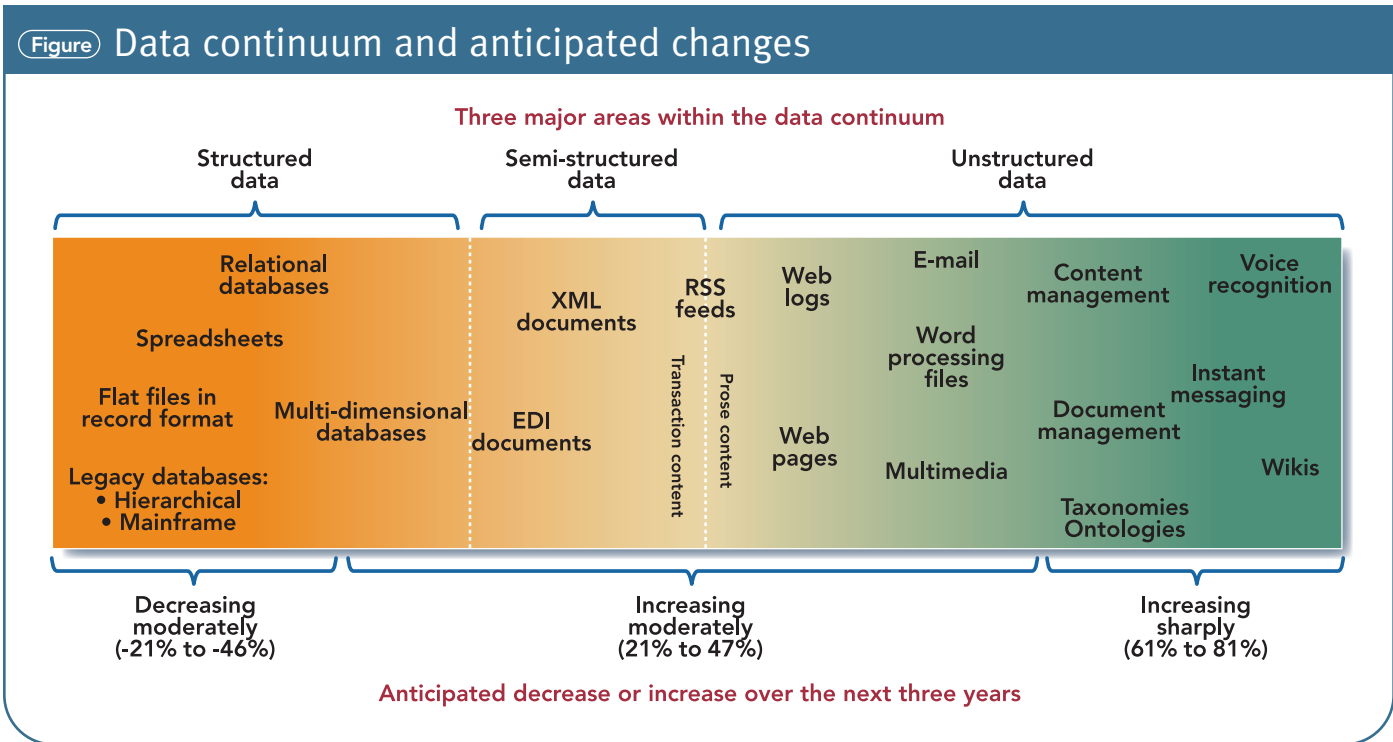 Figure Data continuum and anticipated changes
Three major areas within the data continuum
Structured
data
Semi-structured
data
Unstructured
data
Relational
databases
Spreadsheets
Flat files in
record format
Multi-dimensional
databases
Legacy databases:
• Hierarchical
• Mainframe
XML
documents
EDI
documents
RSS
feeds
Transaction content
Prose content
Web
logs
Web
pages
E-mail
Word
processing
files
Multimedia
Content
management
Document
management
Taxonomies
Ontologies
Voice
recognition
Instant
messaging
Wikis
Decreasing
moderately
(-21% to -46%)
Increasing
moderately
(21% to 47%)
Increasing
sharply
(61% to 81%)
Anticipated decrease or increase over the next three years